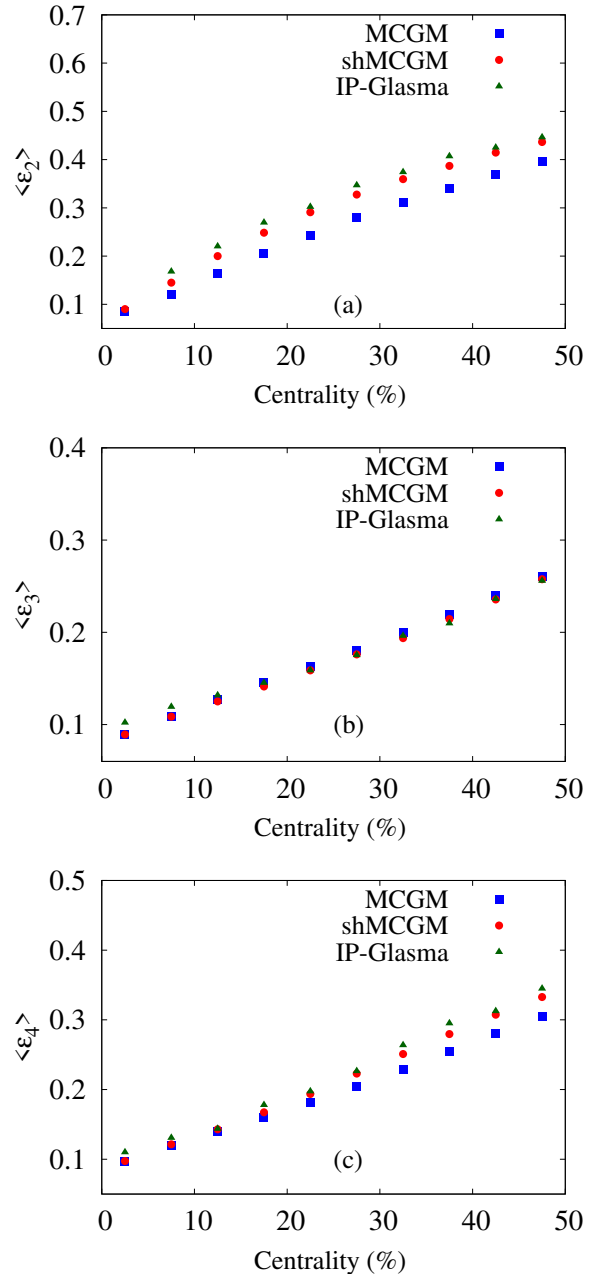 0.7
MCGM
shMCGM
IP-Glasma
0.6
0.5
0.4
<ε2>
0.3
0.2
0.1
(a)
0 10 20 30 40 50
Centrality (%)
0.4
MCGM
shMCGM
IP-Glasma
0.3
<ε3>
0.2
0.1
(b)
0 10 20 30 40 50
Centrality (%)
0.5
MCGM
shMCGM
IP-Glasma
0.4
0.3
<ε4>
0.2
0.1
(c)
0 10 20 30 40 50
Centrality (%)